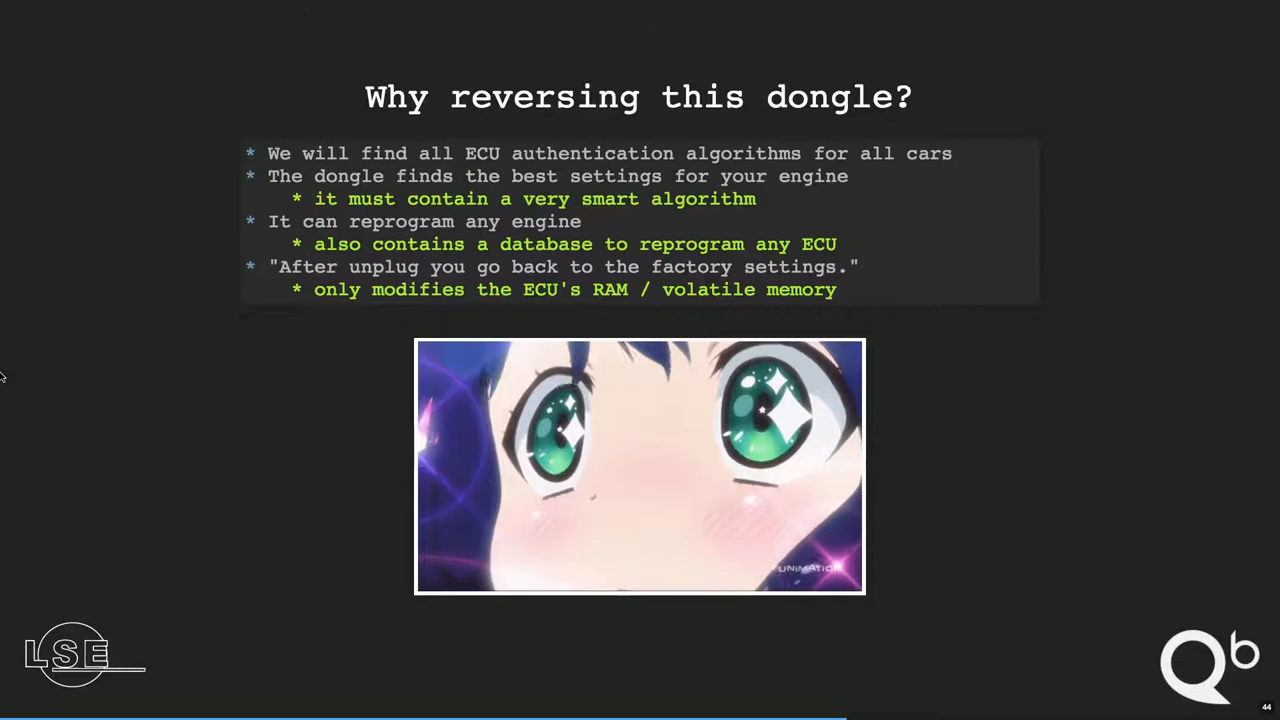 Why reversing this dongle?
* We will find all ECU authentication algorithms for all cars
* The dongle finds the best settings for your engine
* it must contain a very smart algorithm
* It can reprogram any engine
* also contains a database to reprogram any ECU
* "After unplug you go back to the factory settings."
* only modifies the ECU's RAM / volatile memory
FUNIMATION
LSE
Qb
44